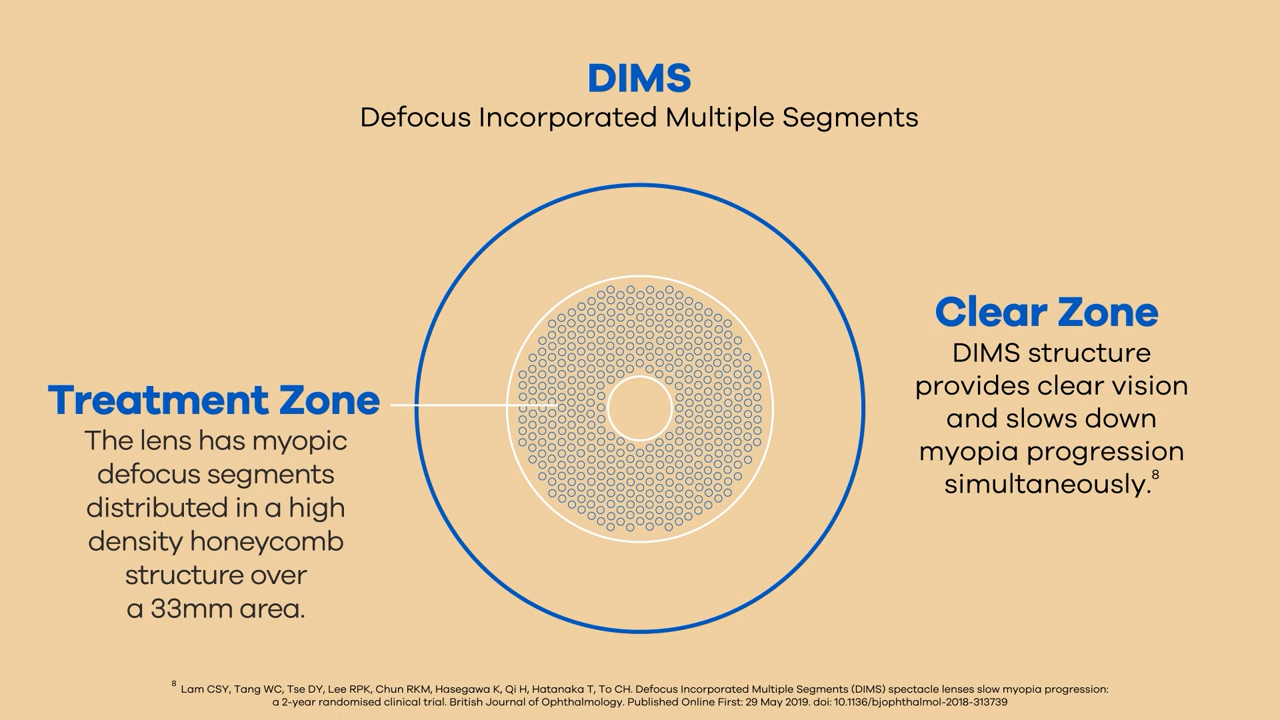 DIMS
Defocus Incorporated Multiple Segments
Treatment Zone
The lens has myopic
defocus segments
distributed in a high
density honeycomb
structure over
a 33mm area.
Clear Zone
DIMS structure
provides clear vision
and slows down
myopia progression
simultaneously.⁸
⁸ Lam CSY, Tang WC, Tse DY, Lee RPK, Chun RKM, Hasegawa K, Qi H, Hatanaka T, To CH. Defocus Incorporated Multiple Segments (DIMS) spectacle lenses slow myopia progression:
a 2-year randomised clinical trial. British Journal of Ophthalmology. Published Online First: 29 May 2019. doi: 10.1136/bjophthalmol-2018-313739